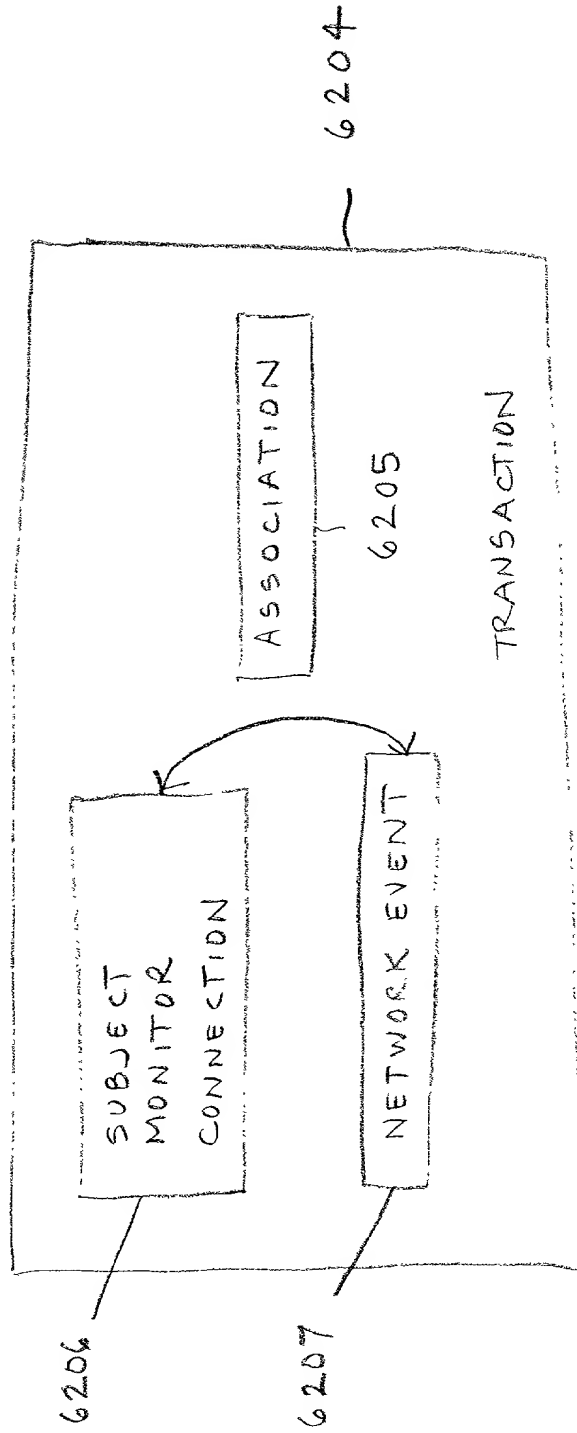 6206
SUBJECT
MONITOR
CONNECTION
6207
NETWORK EVENT
ASSOCIATION
6205
TRANSACTION
6204